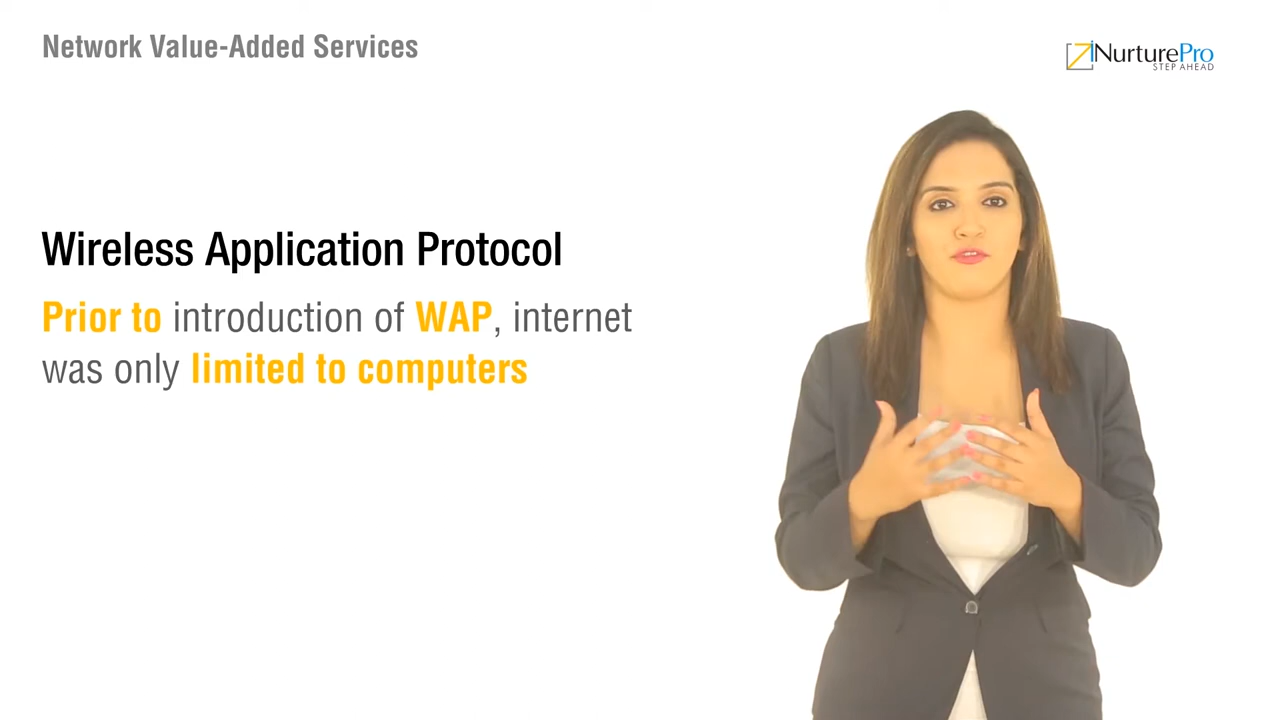 Network Value-Added Services
iNurturePro
STEP AHEAD
Wireless Application Protocol
Prior to introduction of WAP, internet
was only limited to computers